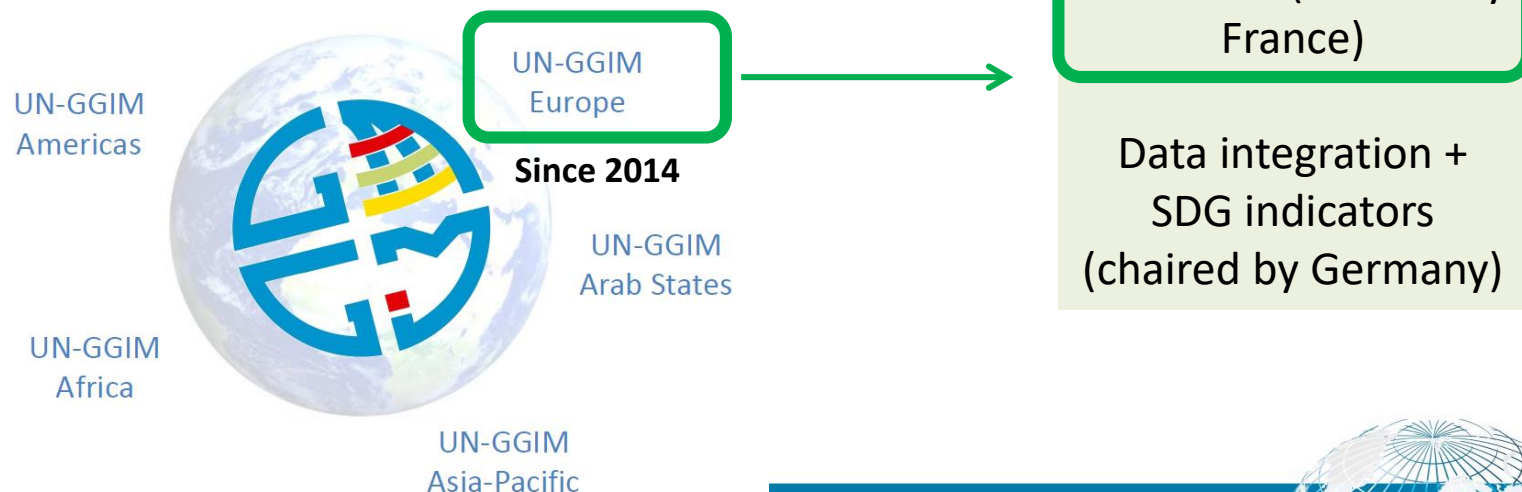 France)
UN-GGIM
Europe
UN-GGIM
Americas
Since 2014
Data integration +
SDG indicators
(chaired by Germany)
UN-GGIM
Arab States
UN-GGIM
Africa
UN-GGIM
Asia-Pacific